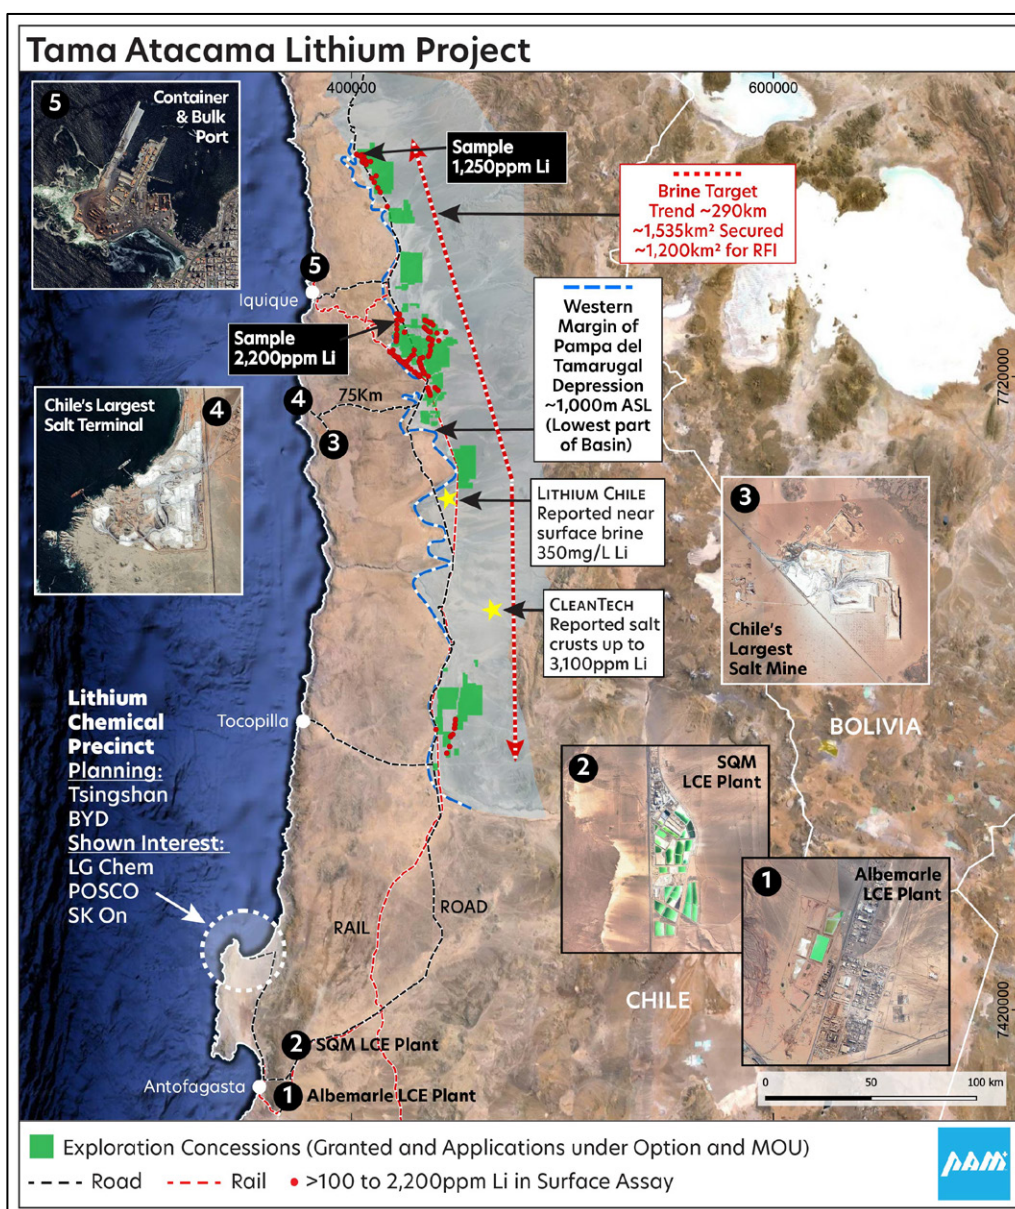 Tama Atacama Lithium Project
400000
600000
5
Container
& Bulk
Port
Sample
1,250ppm Li
Brine Target
Trend ~290km
~1,535km² Secured
~1,200km² for RFI
5
Iquique
Western
Margin of
Pampa del
Tamarugal
Depression
~1,000m ASL
(Lowest part
of Basin)
Sample
2,200ppm Li
7720000
Chile's Largest
Salt Terminal
4
4
75Km
3
LITHIUM CHILE
Reported near
surface brine
350mg/L Li
3
Chile's
Largest
Salt Mine
CLEANTECH
Reported salt
crusts up to
3,100ppm Li
Lithium
Chemical
Precinct
Planning:
Tsingshan
BYD
Shown Interest:
LG Chem
POSCO
SK On
Tocopilla
BOLIVIA
2
SQM
LCE Plant
1
Albemarle
LCE Plant
RAIL
ROAD
CHILE
7420000
2 SQM LCE Plant
Antofagasta
1 Albemarle LCE Plant
0 50 100 km
Exploration Concessions (Granted and Applications under Option and MOU)
Road Rail >100 to 2,200ppm Li in Surface Assay
PAM